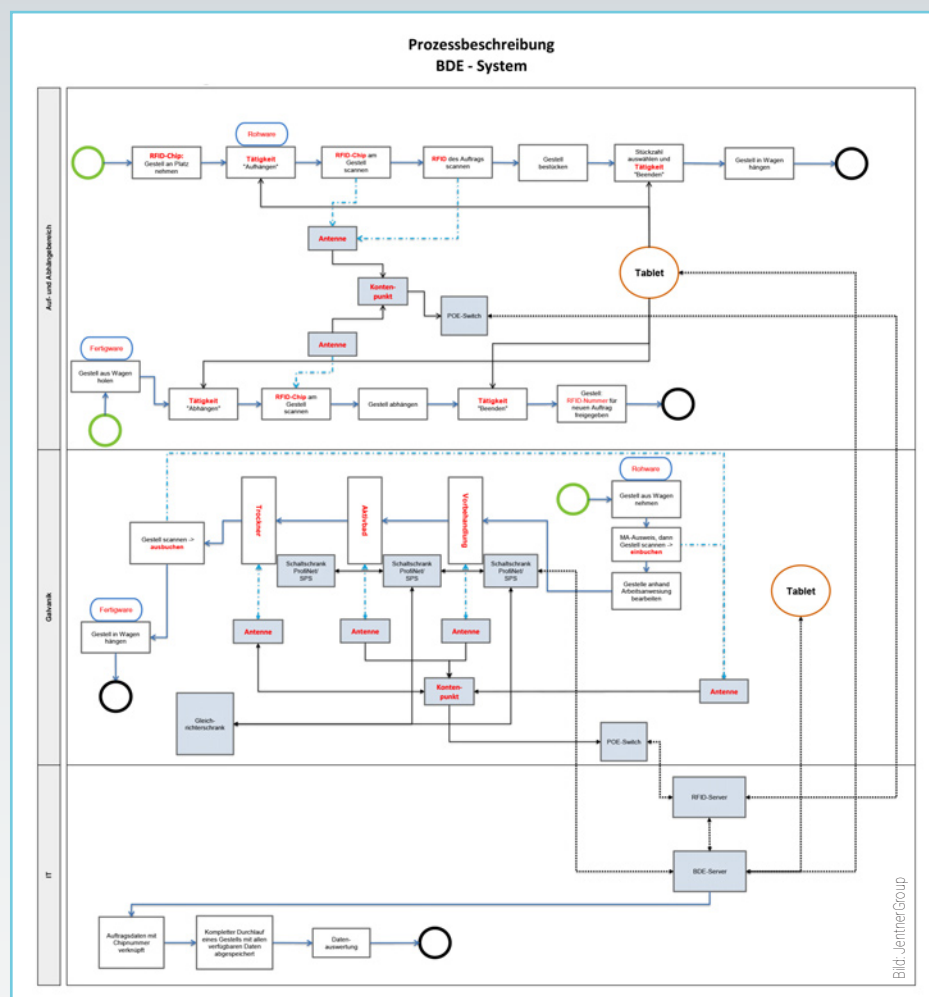 Prozessbeschreibung
BDE - System
Auf- und Abhängebereich
Rohware
RFID-Chip:
Gestell an Platz
nehmen
Tätigkeit
"Aufhängen"
RFID-Chip am
Gestell
scannen
RFID des Auftrags
scannen
Gestell
bestücken
Stückzahl
auswählen und
Tätigkeit
"Beenden"
Gestell in Wagen
hängen
Antenne
Konten-
punkt
POE-Switch
Tablet
Antenne
Fertigware
Gestell aus Wagen
holen
Tätigkeit
"Abhängen"
RFID-Chip am
Gestell
scannen
Gestell abhängen
Tätigkeit
"Beenden"
Gestell:
RFID-Nummer für
neuen Auftrag
freigegeben
Galvanik
Rohware
Gestell aus Wagen
nehmen
MA-Ausweis, dann
Gestell scannen ->
einbuchen
Gestelle anhand
Arbeitsanweisung
bearbeiten
Vorbehandlung
Aktivbad
Trockner
Gestell scannen ->
ausbuchen
Schaltschrank
ProfiNet/
SPS
Schaltschrank
ProfiNet/
SPS
Schaltschrank
ProfiNet/
SPS
Tablet
Fertigware
Gestell in Wagen
hängen
Antenne
Antenne
Antenne
Konten-
punkt
Antenne
Gleich-
richterschrank
POE-Switch
IT
RFID-Server
BDE-Server
Auftragsdaten mit
Chipnummer
verknüpft
Kompletter Durchlauf
eines Gestells mit allen
verfügbaren Daten
abgespeichert
Daten-
auswertung
Bild: JentnerGroup